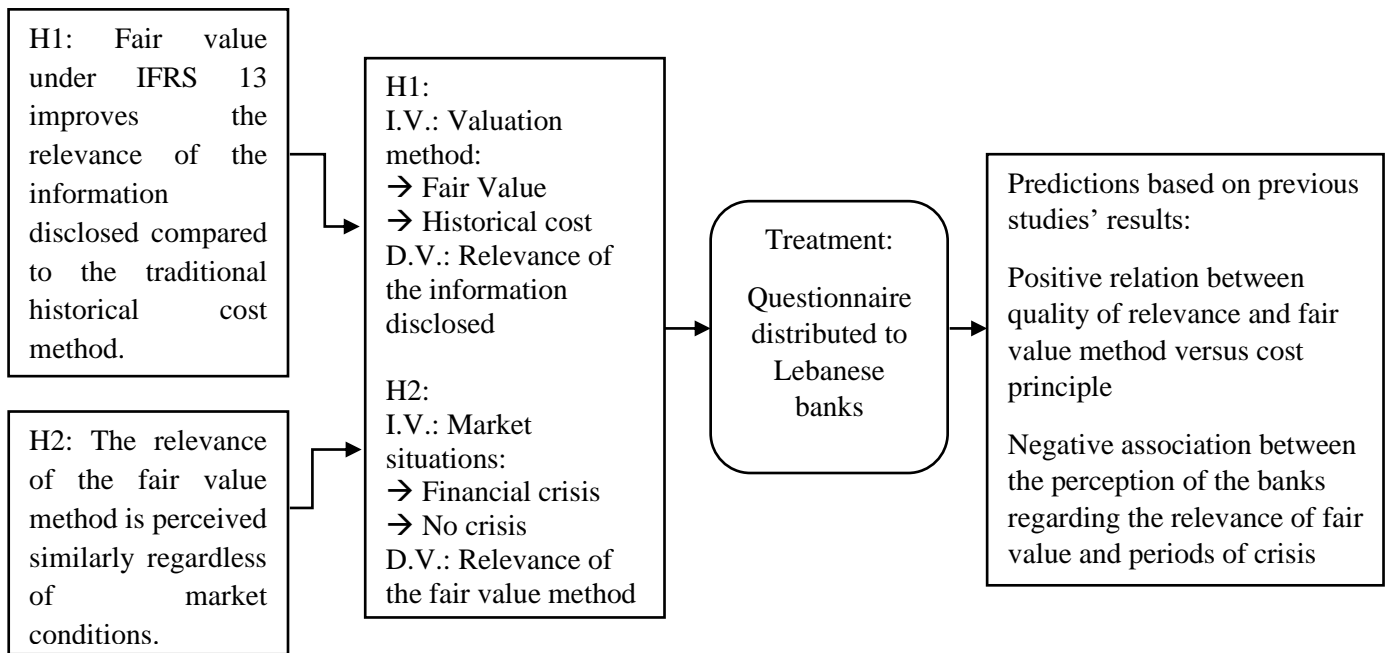 H1: Fair value
under IFRS 13
improves the
relevance of the
information
disclosed compared
to the traditional
historical cost
method.
H2: The relevance
of the fair value
method is perceived
similarly regardless
of market
conditions.
H1:
I.V.: Valuation
method:
→ Fair Value
→ Historical cost
D.V.: Relevance of
the information
disclosed
H2:
I.V.: Market
situations:
→ Financial crisis
→ No crisis
D.V.: Relevance of
the fair value method
Treatment:
Questionnaire
distributed to
Lebanese
banks
Predictions based on previous
studies’ results:
Positive relation between
quality of relevance and fair
value method versus cost
principle
Negative association between
the perception of the banks
regarding the relevance of fair
value and periods of crisis